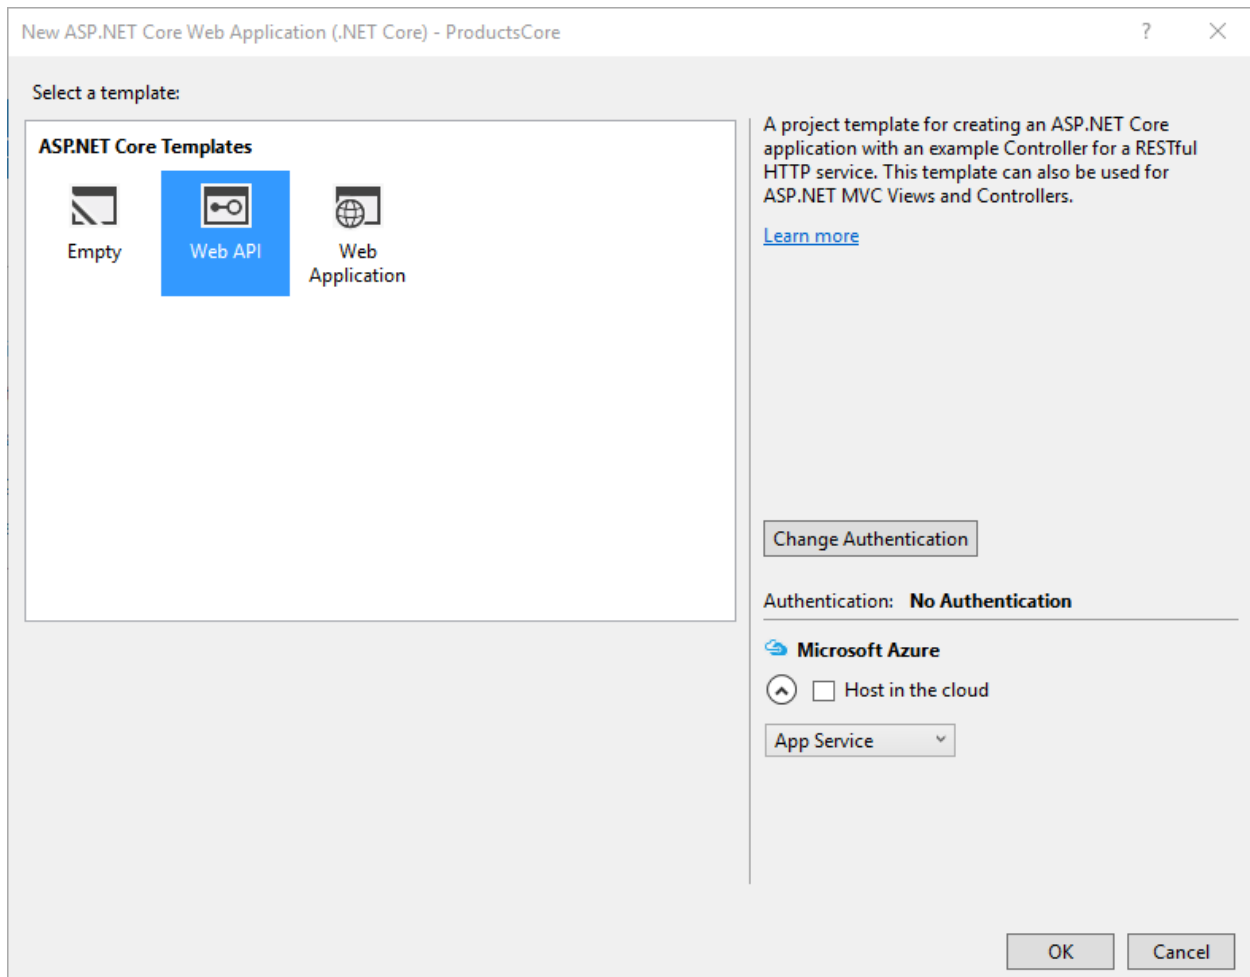 New ASP.NET Core Web Application (.NET Core) - ProductsCore
Select a template:
ASP.NET Core Templates
Empty
Web API
Web
Application
A project template for creating an ASP.NET Core
application with an example Controller for a RESTful
HTTP service. This template can also be used for
ASP.NET MVC Views and Controllers.
Learn more
Change Authentication
Authentication: No Authentication
Microsoft Azure
Host in the cloud
App Service
OK
Cancel